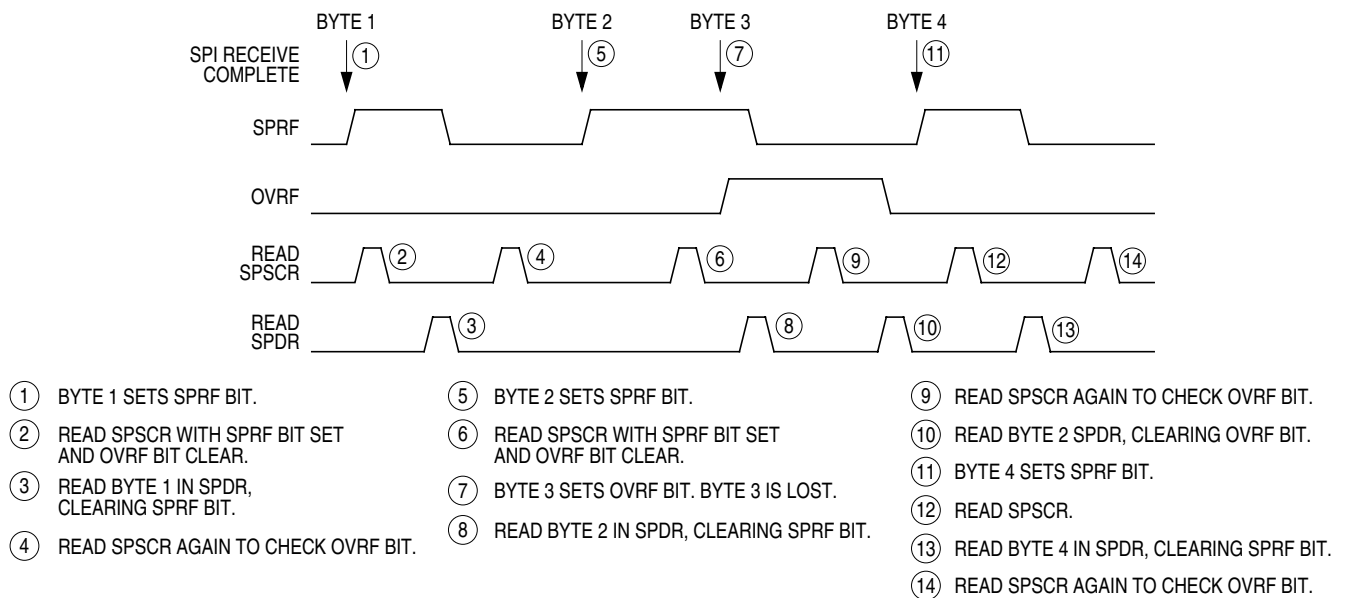 BYTE 1 BYTE 2 BYTE 3 BYTE 4
SPI RECEIVE
COMPLETE
1 5 7 11
SPRF
OVRF
READ
SPSCR
2 4 6 9 12 14
READ
SPDR
3 8 10 13
1 BYTE 1 SETS SPRF BIT.
2 READ SPSCR WITH SPRF BIT SET
AND OVRF BIT CLEAR.
3 READ BYTE 1 IN SPDR,
CLEARING SPRF BIT.
4 READ SPSCR AGAIN TO CHECK OVRF BIT.
5 BYTE 2 SETS SPRF BIT.
6 READ SPSCR WITH SPRF BIT SET
AND OVRF BIT CLEAR.
7 BYTE 3 SETS OVRF BIT. BYTE 3 IS LOST.
8 READ BYTE 2 IN SPDR, CLEARING SPRF BIT.
9 READ SPSCR AGAIN TO CHECK OVRF BIT.
10 READ BYTE 2 SPDR, CLEARING OVRF BIT.
11 BYTE 4 SETS SPRF BIT.
12 READ SPSCR.
13 READ BYTE 4 IN SPDR, CLEARING SPRF BIT.
14 READ SPSCR AGAIN TO CHECK OVRF BIT.